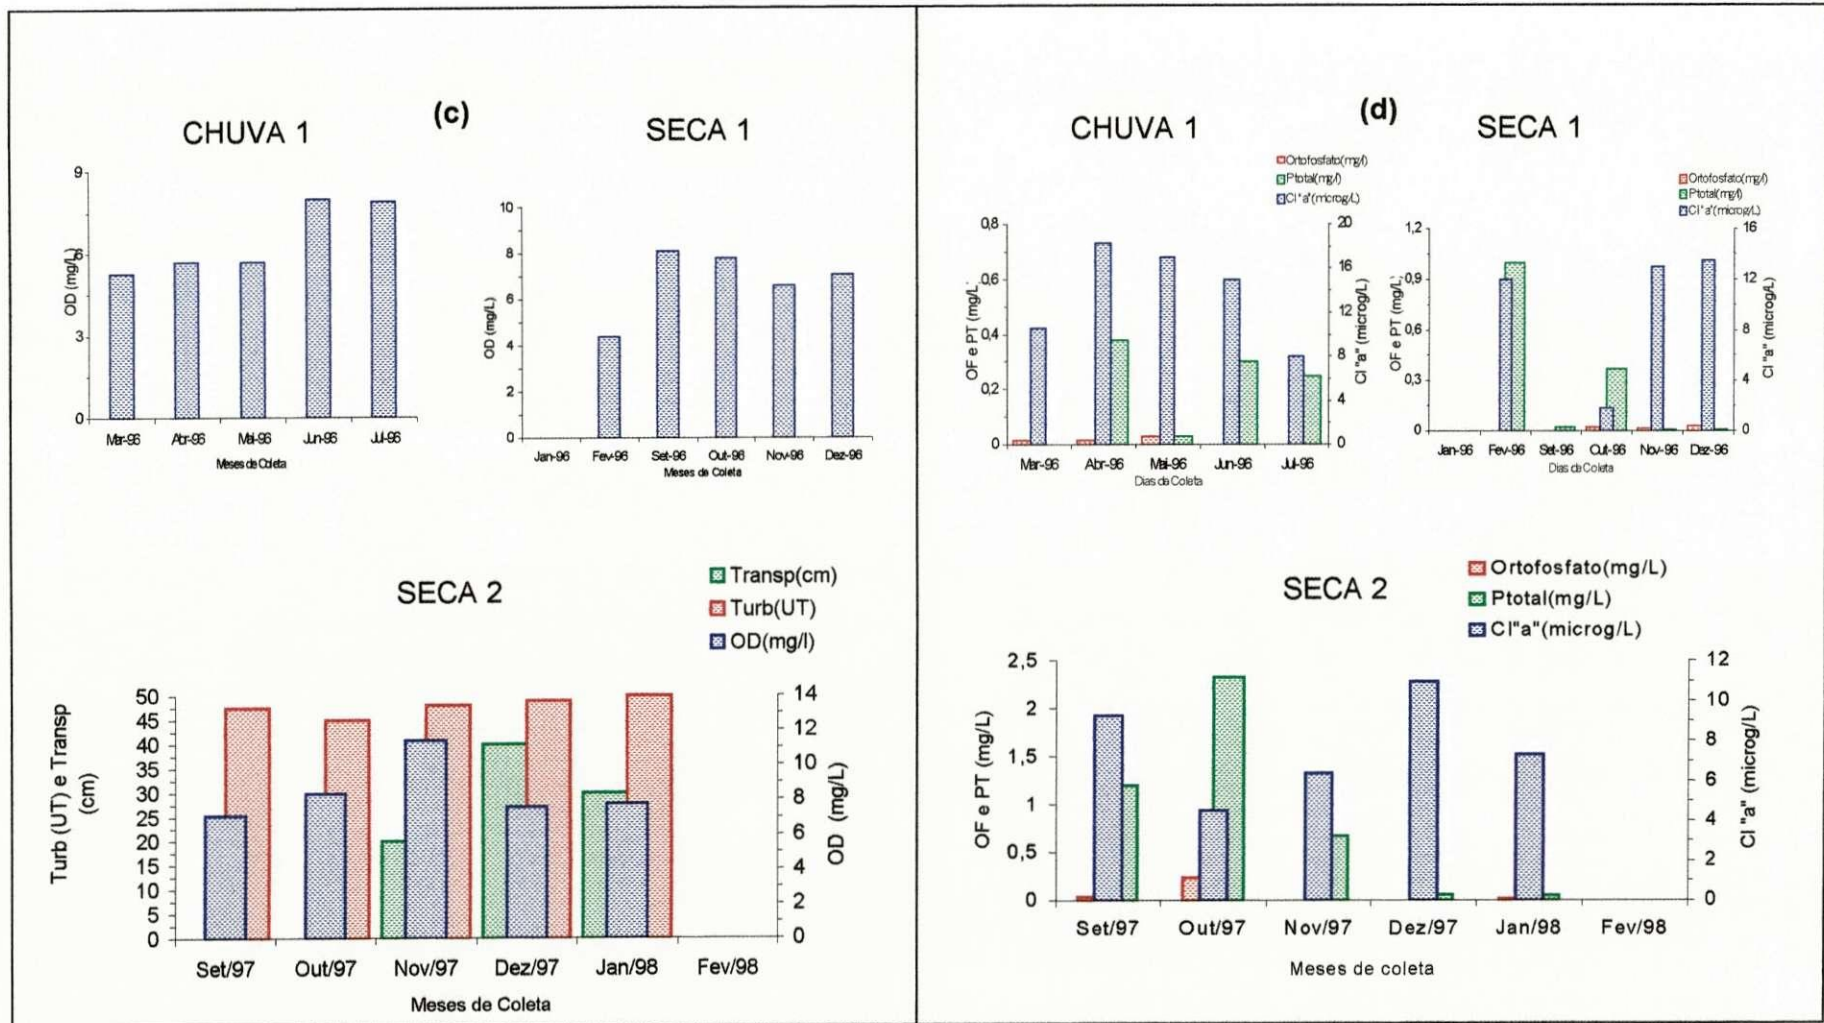 (c)
CHUVA 1
9
6
3
0
OD (mg/L)
Mar-96 Abr-96 Mai-96 Jun-96 Jul-96
Meses de Coleta
SECA 1
10
8
6
4
2
0
OD (mg/L)
Jan-96 Fev-96 Set-96 Out-96 Nov-96 Dez-96
Meses de Coleta
SECA 2
Transp(cm)
Turb(UT)
OD(mg/l)
50
45
40
35
30
25
20
15
10
5
0
Turb (UT) e Transp
(cm)
14
12
10
8
6
4
2
0
OD (mg/L)
Set/97 Out/97 Nov/97 Dez/97 Jan/98 Fev/98
Meses de Coleta
(d)
CHUVA 1
Ortofosfato(mg/l)
Ptotal(mg/l)
Cl"a"(microg/L)
0,8
0,6
0,4
0,2
0
OF e PT (mg/L)
20
16
12
8
4
0
Cl "a" (microg/L)
Mar-96 Abr-96 Mai-96 Jun-96 Jul-96
Dias de Coleta
SECA 1
Ortofosfato(mg/l)
Ptotal(mg/l)
Cl"a"(microg/L)
1,2
0,9
0,6
0,3
0
OF e PT (mg/L)
16
12
8
4
0
Cl "a" (microg/L)
Jan-96 Fev-96 Set-96 Out-96 Nov-96 Dez-96
Dias de Coleta
SECA 2
Ortofosfato(mg/L)
Ptotal(mg/L)
Cl"a"(microg/L)
2,5
2
1,5
1
0,5
0
OF e PT (mg/L)
12
10
8
6
4
2
0
Cl "a" (microg/L)
Set/97 Out/97 Nov/97 Dez/97 Jan/98 Fev/98
Meses de coleta